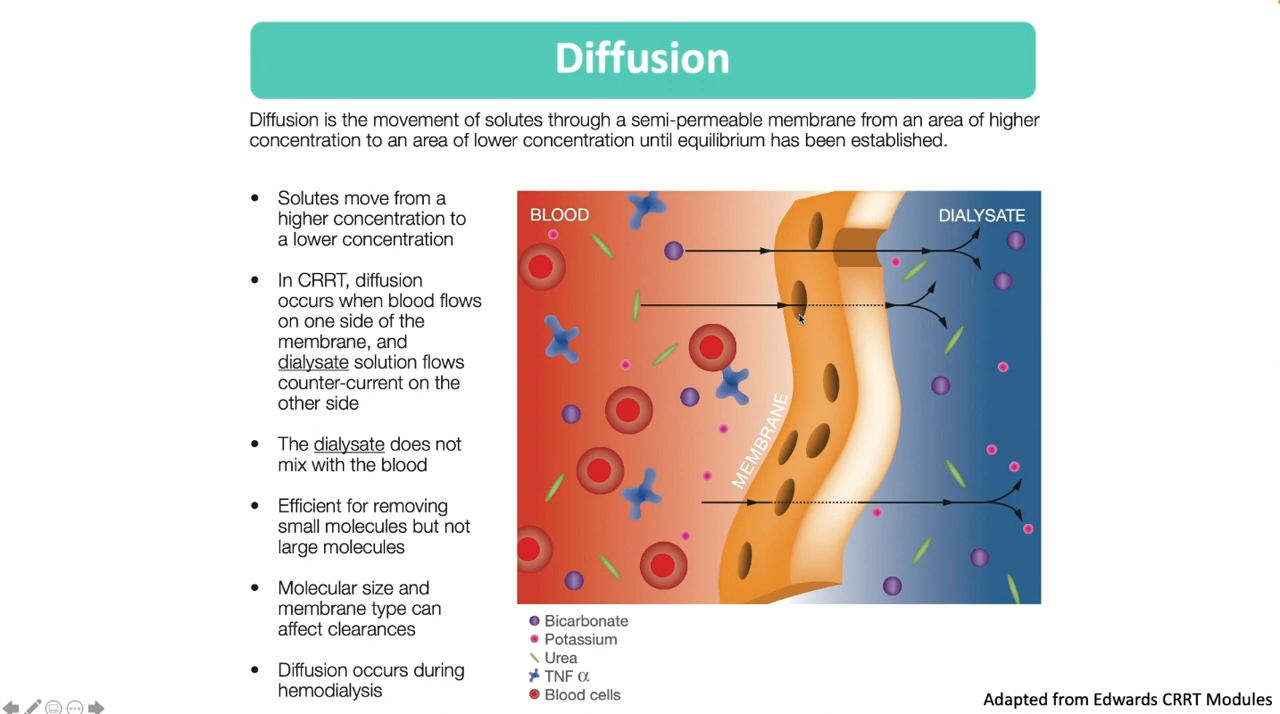 Diffusion
Diffusion is the movement of solutes through a semi-permeable membrane from an area of higher
concentration to an area of lower concentration until equilibrium has been established.
• Solutes move from a
higher concentration to
a lower concentration
• In CRRT, diffusion
occurs when blood flows
on one side of the
membrane, and
dialysate solution flows
counter-current on the
other side
• The dialysate does not
mix with the blood
• Efficient for removing
small molecules but not
large molecules
• Molecular size and
membrane type can
affect clearances
• Diffusion occurs during
hemodialysis
BLOOD
DIALYSATE
MEMBRANE
Bicarbonate
Potassium
Urea
TNF α
Blood cells
Adapted from Edwards CRRT Modules